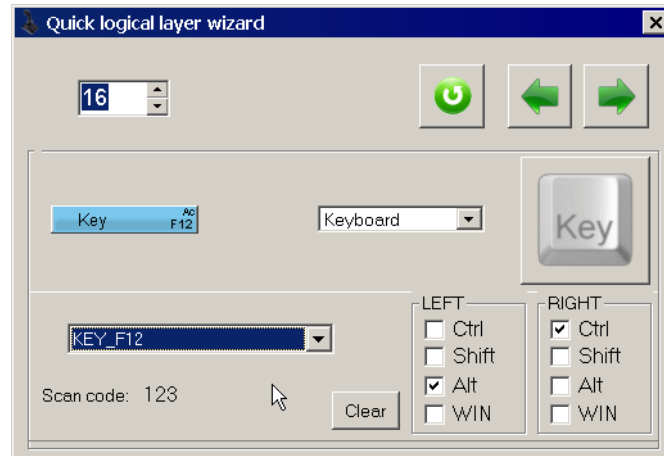 Quick logical layer wizard
16
Key Ac F12
Keyboard
Key
KEY_F12
Scan code: 123
Clear
LEFT
Ctrl
Shift
Alt
WIN
RIGHT
Ctrl
Shift
Alt
WIN